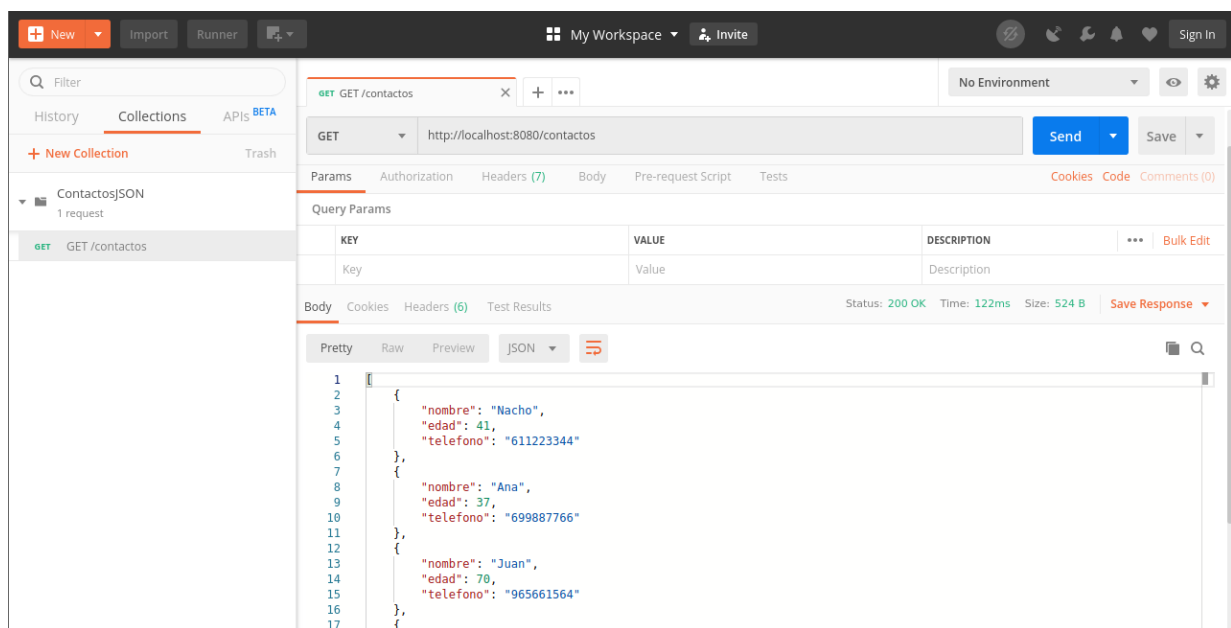 New Import Runner My Workspace Invite Sign In
Filter
History Collections APIs BETA
+ New Collection Trash
ContactosJSON
1 request
GET GET /contactos
GET GET /contactos No Environment
GET http://localhost:8080/contactos Send Save
Params Authorization Headers (7) Body Pre-request Script Tests Cookies Code Comments (0)
Query Params
KEY VALUE DESCRIPTION Bulk Edit
Key Value Description
Body Cookies Headers (6) Test Results Status: 200 OK Time: 122ms Size: 524 B Save Response
Pretty Raw Preview JSON
1 [
2 {
3 "nombre": "Nacho",
4 "edad": 41,
5 "telefono": "611223344"
6 },
7 {
8 "nombre": "Ana",
9 "edad": 37,
10 "telefono": "699887766"
11 },
12 {
13 "nombre": "Juan",
14 "edad": 70,
15 "telefono": "965661564"
16 },
17 {